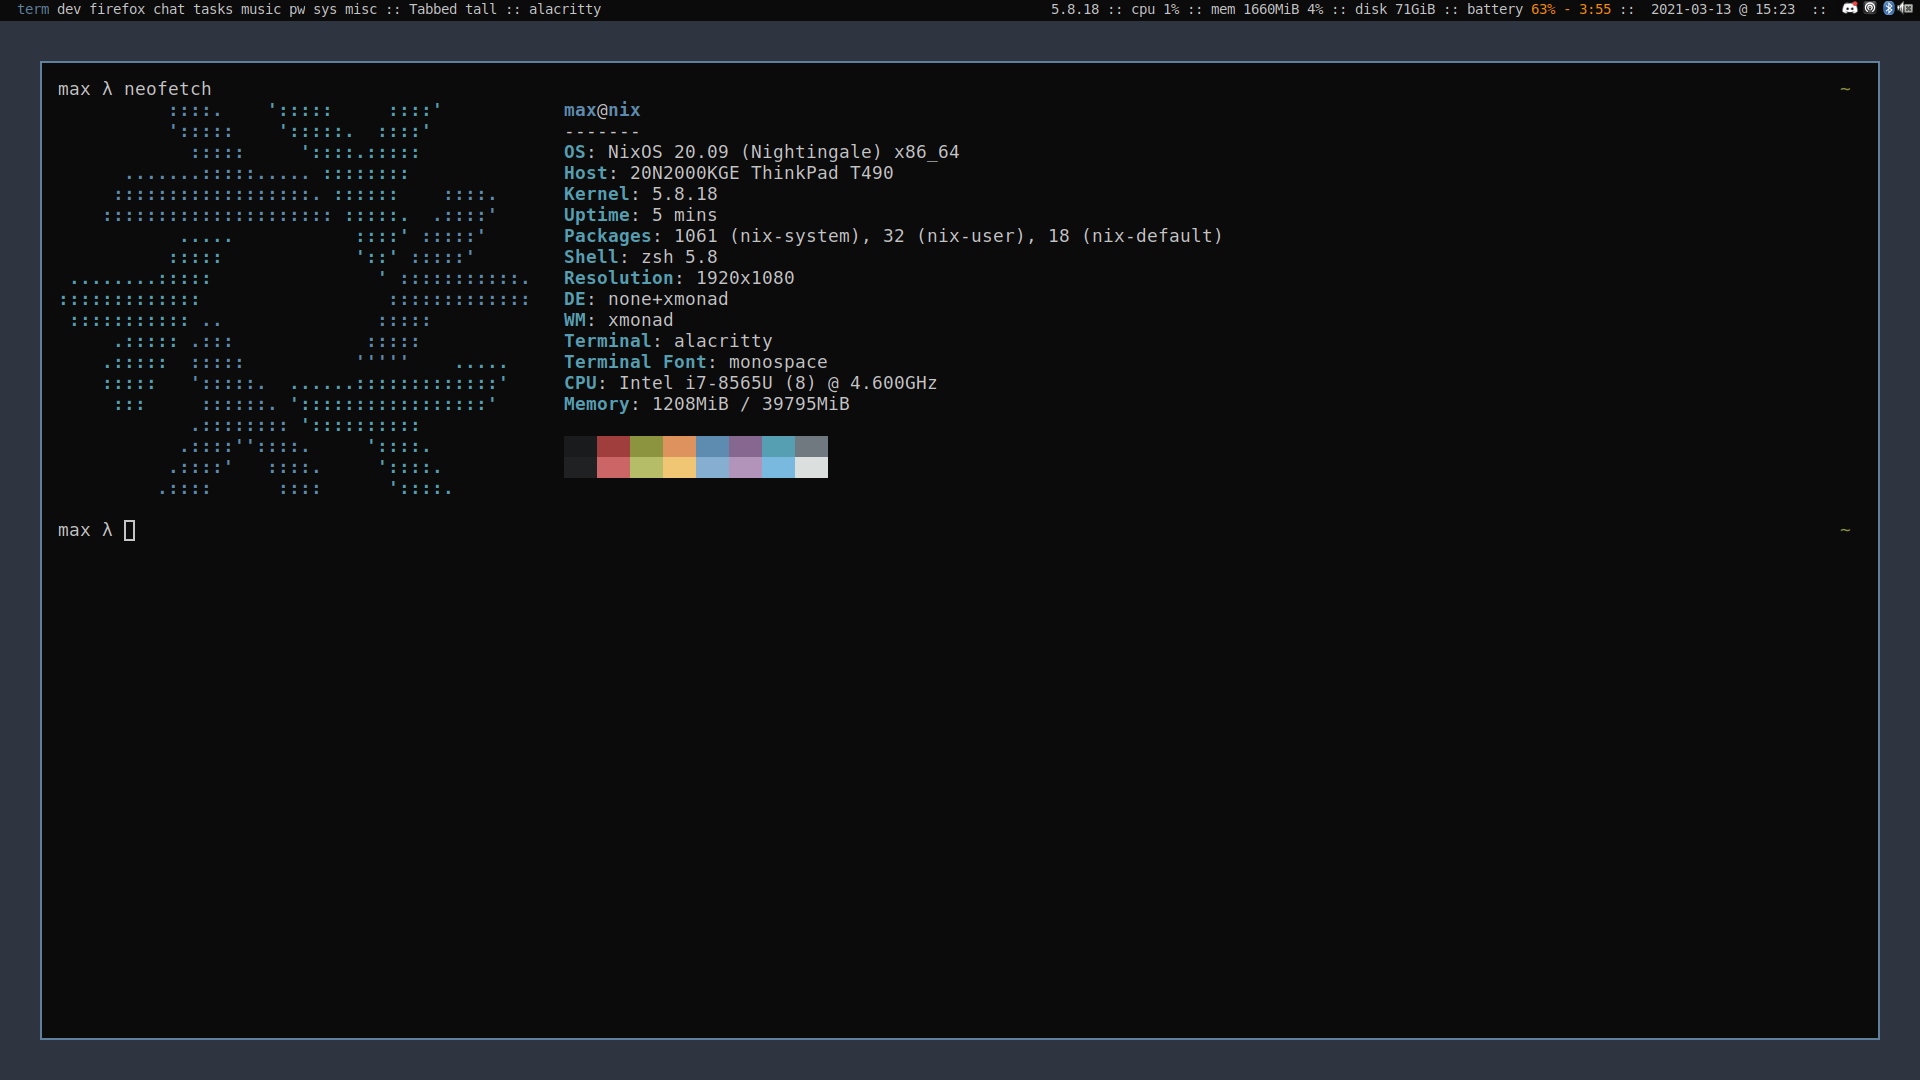 term dev firefox chat tasks music pw sys misc :: Tabbed tall :: alacritty
5.8.18 :: cpu 1% :: mem 1660MiB 4% :: disk 71GiB :: battery 63% - 3:55 :: 2021-03-13 @ 15:23 ::
max λ neofetch ~
max@nix
-------
OS: NixOS 20.09 (Nightingale) x86_64
Host: 20N2000KGE ThinkPad T490
Kernel: 5.8.18
Uptime: 5 mins
Packages: 1061 (nix-system), 32 (nix-user), 18 (nix-default)
Shell: zsh 5.8
Resolution: 1920x1080
DE: none+xmonad
WM: xmonad
Terminal: alacritty
Terminal Font: monospace
CPU: Intel i7-8565U (8) @ 4.600GHz
Memory: 1208MiB / 39795MiB
max λ ~